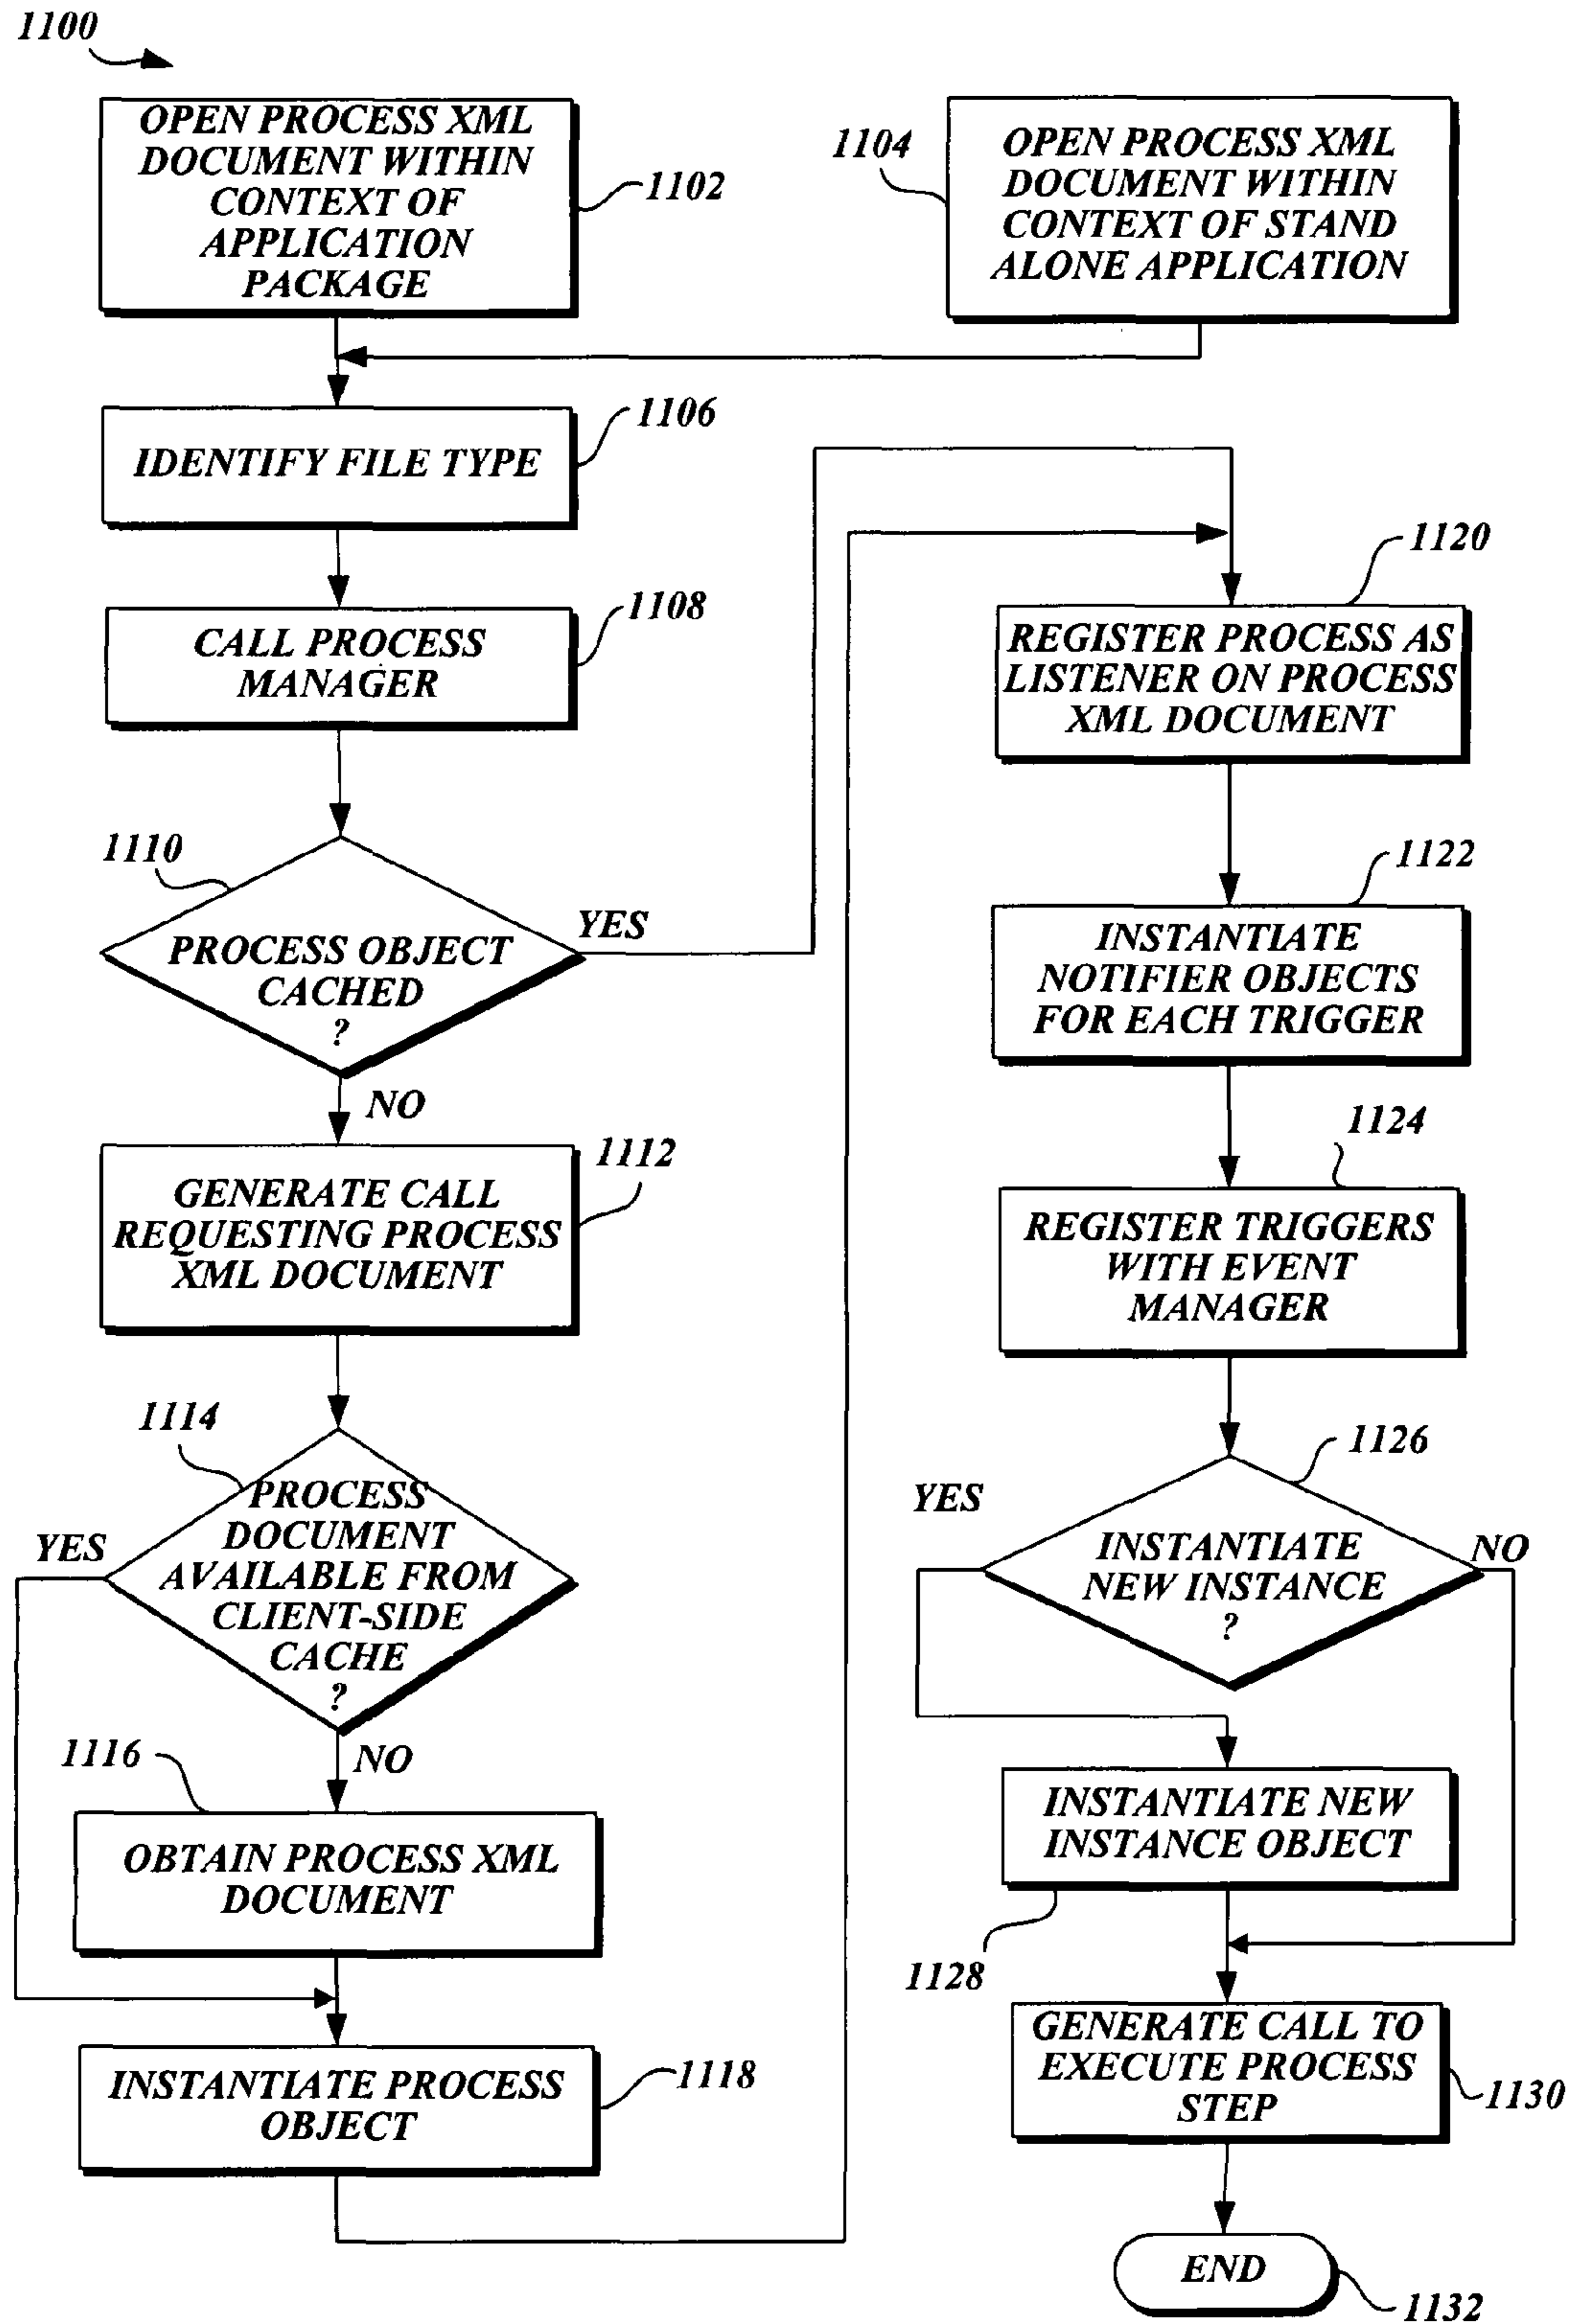 1100
OPEN PROCESS XML
DOCUMENT WITHIN
CONTEXT OF
APPLICATION
PACKAGE
1102
1104
OPEN PROCESS XML
DOCUMENT WITHIN
CONTEXT OF STAND
ALONE APPLICATION
IDENTIFY FILE TYPE
1106
CALL PROCESS
MANAGER
1108
1110
PROCESS OBJECT
CACHED
?
YES
NO
GENERATE CALL
REQUESTING PROCESS
XML DOCUMENT
1112
1114
PROCESS
DOCUMENT
AVAILABLE FROM
CLIENT-SIDE
CACHE
?
YES
NO
1116
OBTAIN PROCESS XML
DOCUMENT
INSTANTIATE PROCESS
OBJECT
1118
1120
REGISTER PROCESS AS
LISTENER ON PROCESS
XML DOCUMENT
1122
INSTANTIATE
NOTIFIER OBJECTS
FOR EACH TRIGGER
1124
REGISTER TRIGGERS
WITH EVENT
MANAGER
1126
YES
INSTANTIATE
NEW INSTANCE
?
NO
INSTANTIATE NEW
INSTANCE OBJECT
1128
GENERATE CALL TO
EXECUTE PROCESS
STEP
1130
END
1132